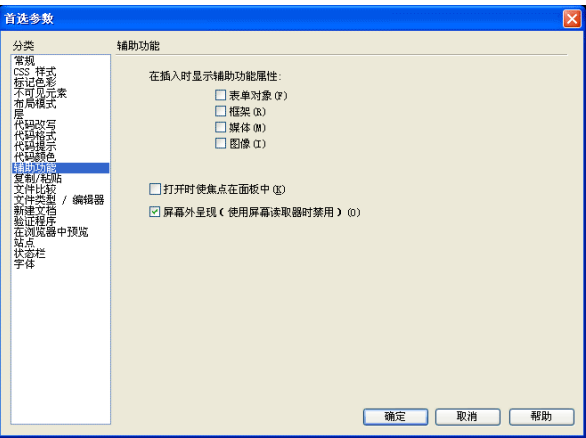 首选参数
分类
辅助功能
常规
CSS 样式
标记色彩
不可见元素
布局模式
层
代码改写
代码格式
代码提示
代码颜色
辅助功能
复制/粘贴
文件比较
文件类型 / 编辑器
新建文档
验证程序
在浏览器中预览
站点
状态栏
字体
在插入时显示辅助功能属性:
表单对象(F)
框架(R)
媒体(M)
图像(I)
打开时使焦点在面板中(K)
屏幕外呈现(使用屏幕读取器时禁用)(O)
确定
取消
帮助